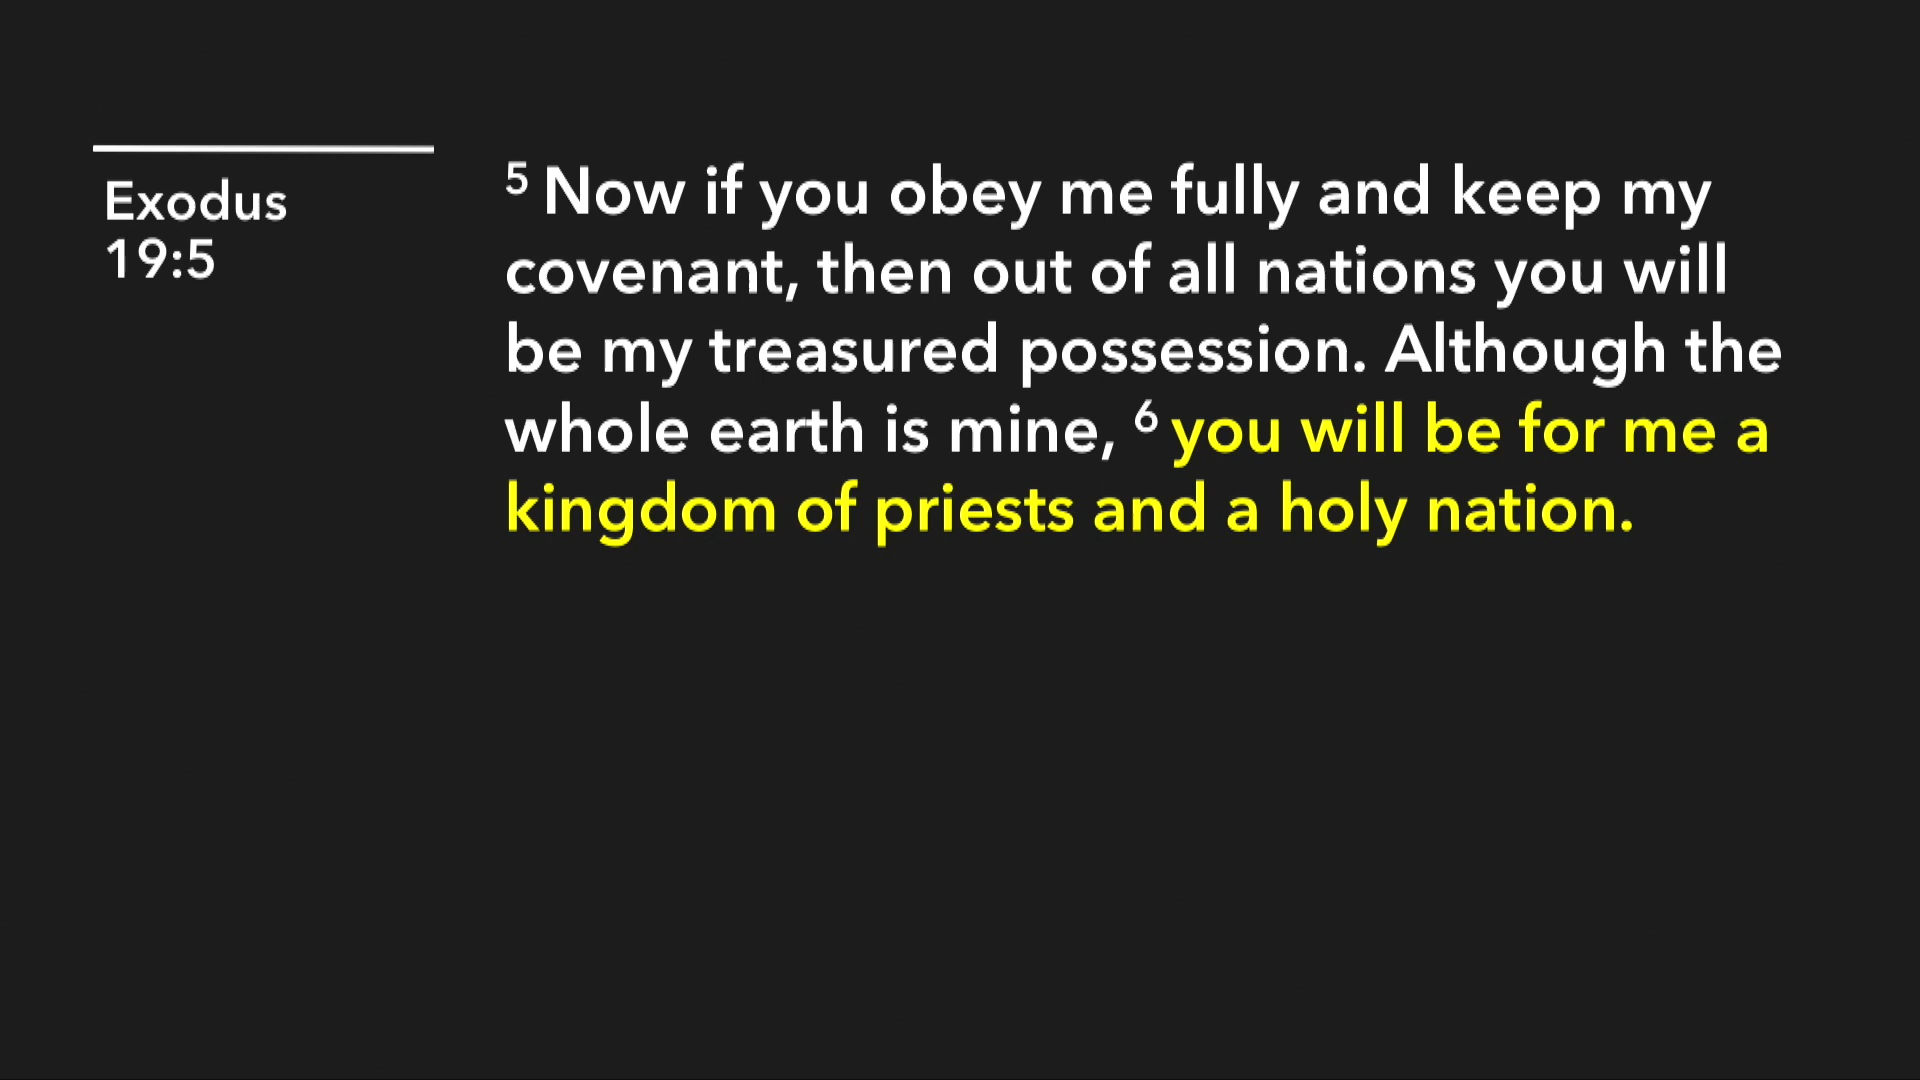 Exodus
19:5
5 Now if you obey me fully and keep my
covenant, then out of all nations you will
be my treasured possession. Although the
whole earth is mine, 6 you will be for me a
kingdom of priests and a holy nation.